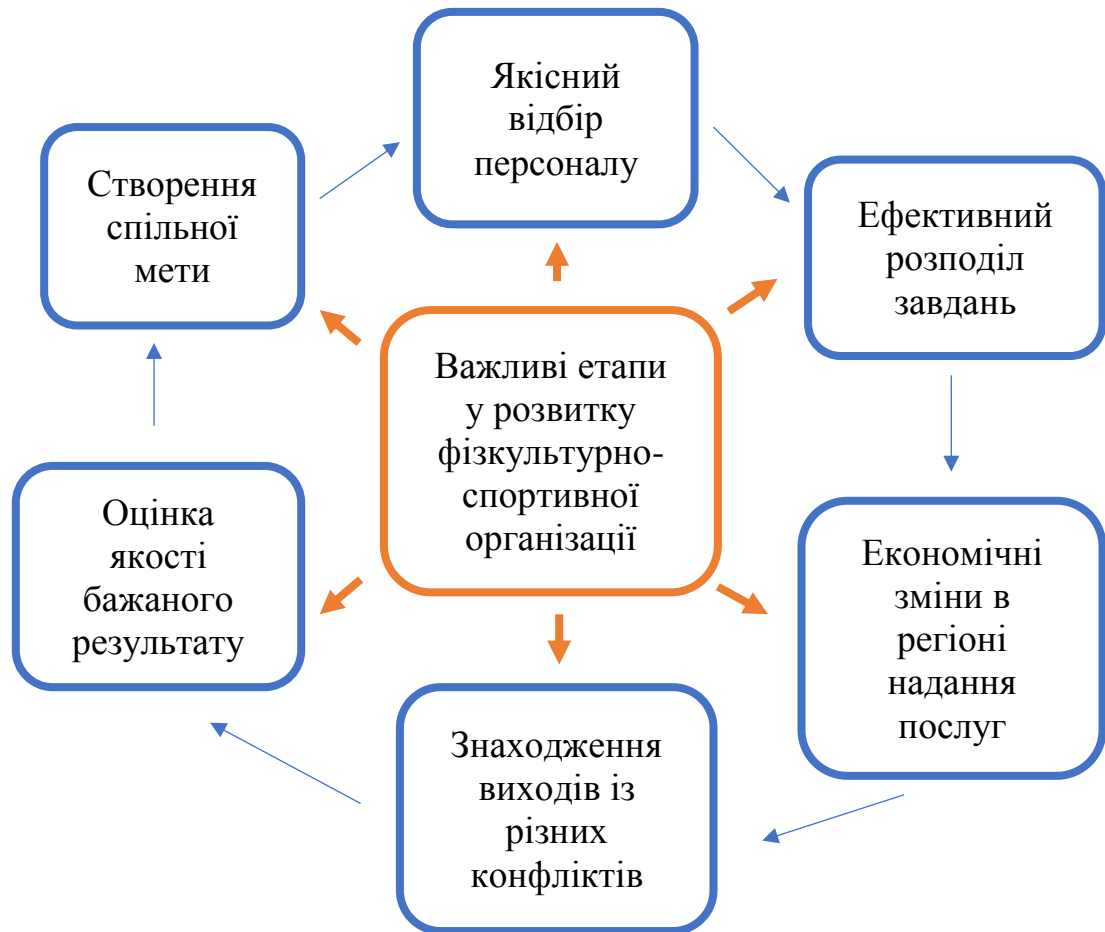 Якісний
відбір
персоналу
Створення
спільної
мети
Ефективний
розподіл
завдань
Важливі етапи
у розвитку
фізкультурно-
спортивної
організації
Оцінка
якості
бажаного
результату
Економічні
зміни в
регіоні
надання
послуг
Знаходження
виходів із
різних
конфліктів